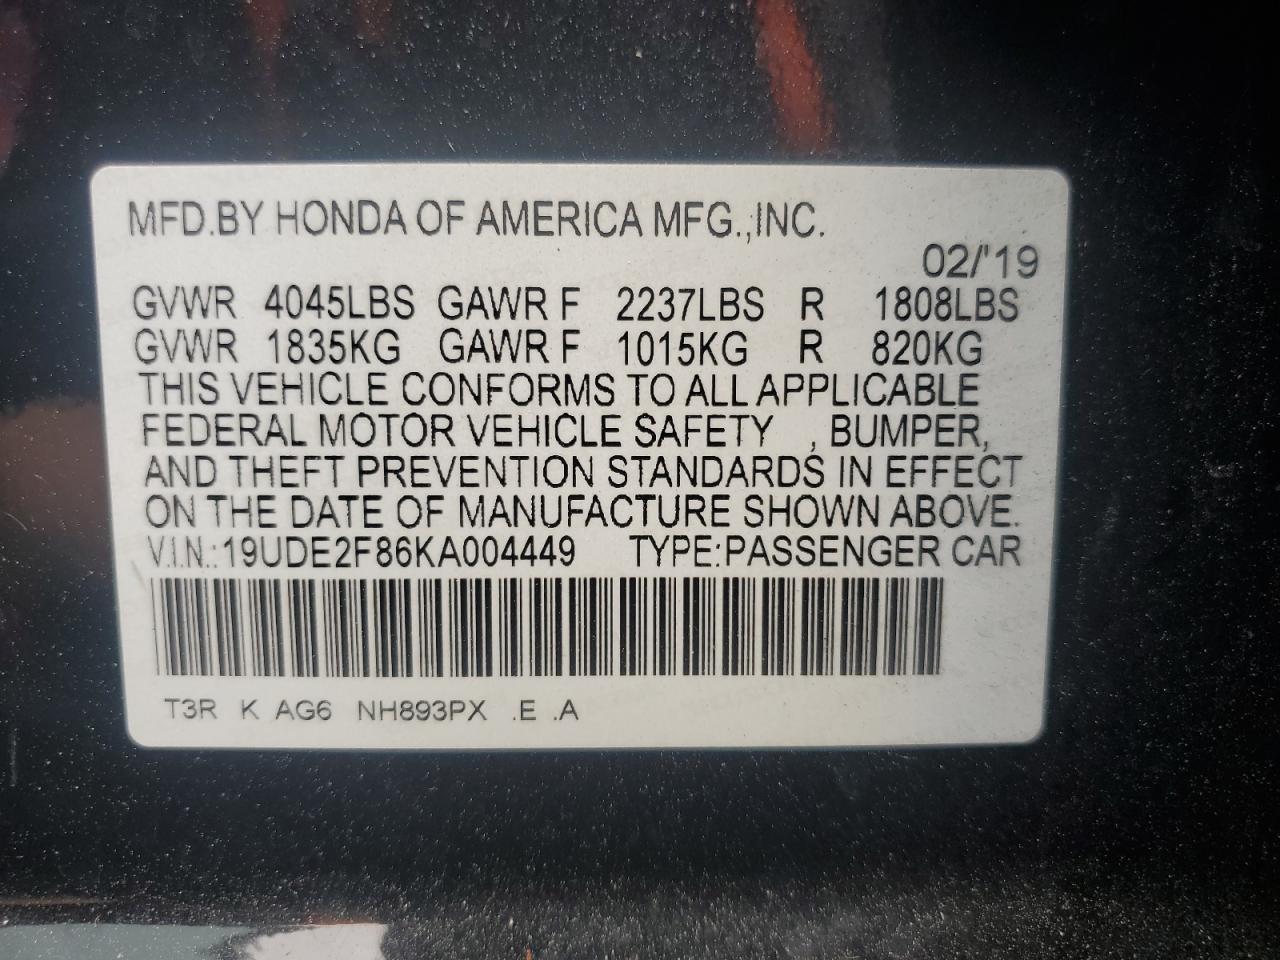 MFD.BY HONDA OF AMERICA MFG.,INC.
02/'19
GVWR 4045LBS GAWR F 2237LBS R 1808LBS
GVWR 1835KG GAWR F 1015KG R 820KG
THIS VEHICLE CONFORMS TO ALL APPLICABLE
FEDERAL MOTOR VEHICLE SAFETY , BUMPER,
AND THEFT PREVENTION STANDARDS IN EFFECT
ON THE DATE OF MANUFACTURE SHOWN ABOVE.
V.I.N.:19UDE2F86KA004449 TYPE:PASSENGER CAR
T3R K AG6 NH893PX .E .A